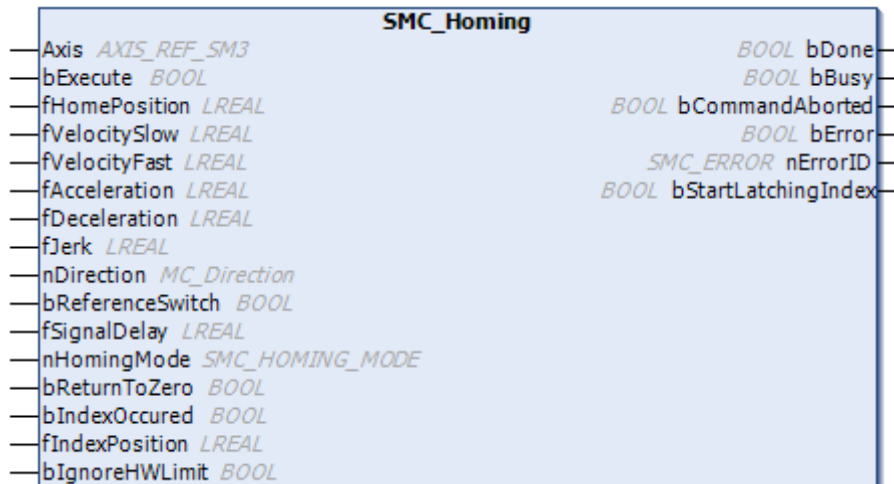 SMC_Homing
Axis AXIS_REF_SM3 BOOL bDone
bExecute BOOL BOOL bBusy
fHomePosition LREAL BOOL bCommandAborted
fVelocitySlow LREAL BOOL bError
fVelocityFast LREAL SMC_ERROR nErrorID
fAcceleration LREAL BOOL bStartLatchingIndex
fDeceleration LREAL
fJerk LREAL
nDirection MC_Direction
bReferenceSwitch BOOL
fSignalDelay LREAL
nHomingMode SMC_HOMING_MODE
bReturnToZero BOOL
bIndexOccured BOOL
fIndexPosition LREAL
bIgnoreHWLimit BOOL